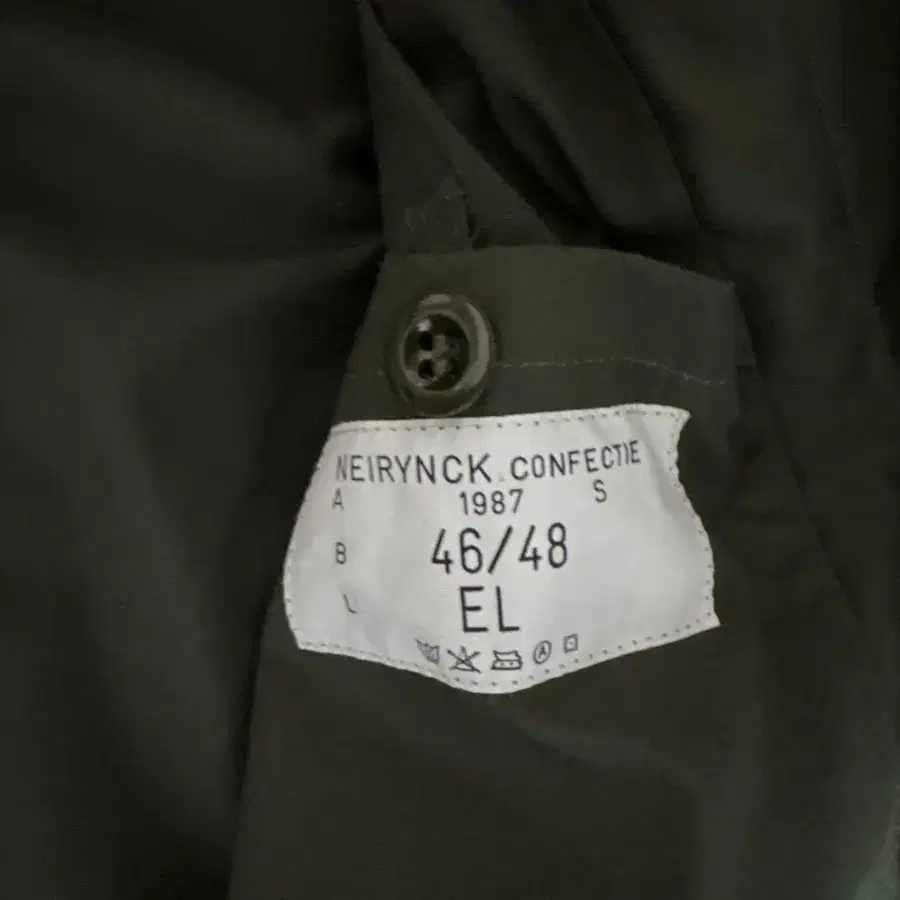 NEIRYNCK CONFECTIE
A 1987 S
B 46/48
L EL
A